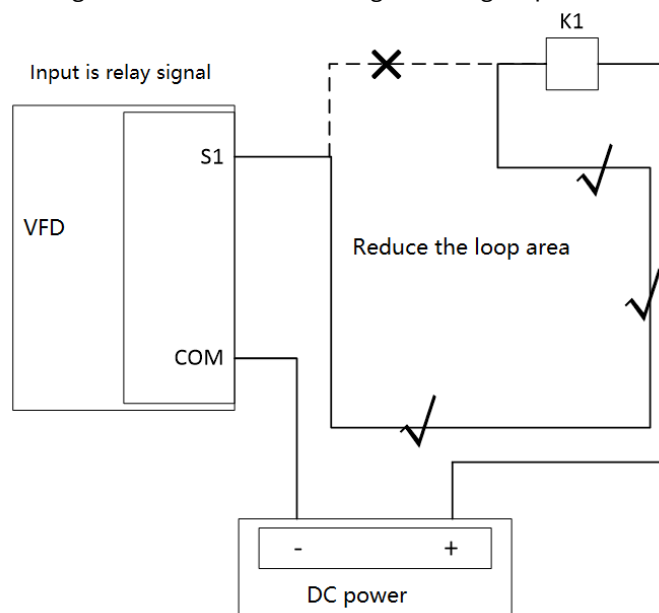 K1
Input is relay signal
S1
VFD
Reduce the loop area
COM
- +
DC power